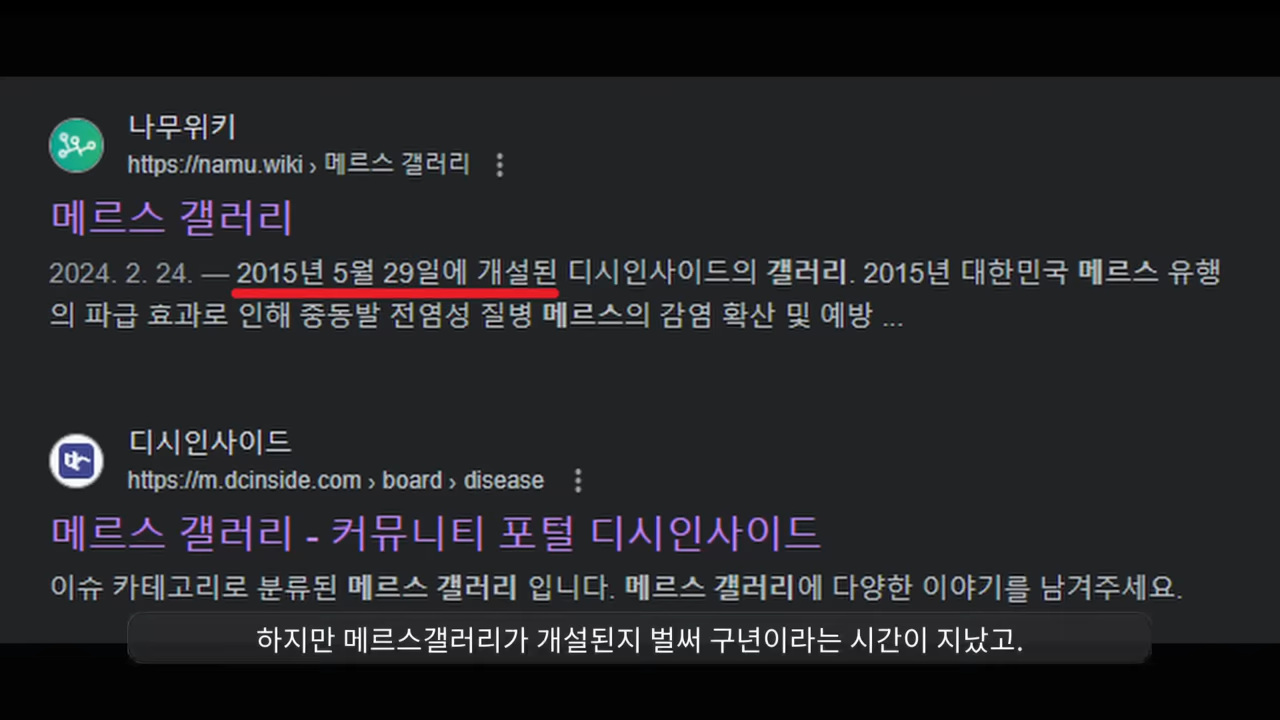 나무위키
https://namu.wiki › 메르스 갤러리
메르스 갤러리
2024. 2. 24. — 2015년 5월 29일에 개설된 디시인사이드의 갤러리. 2015년 대한민국 메르스 유행
의 파급 효과로 인해 중동발 전염성 질병 메르스의 감염 확산 및 예방 ...
디시인사이드
https://m.dcinside.com › board › disease
메르스 갤러리 - 커뮤니티 포털 디시인사이드
이슈 카테고리로 분류된 메르스 갤러리 입니다. 메르스 갤러리에 다양한 이야기를 남겨주세요.
하지만 메르스갤러리가 개설된지 벌써 구년이라는 시간이 지났고.